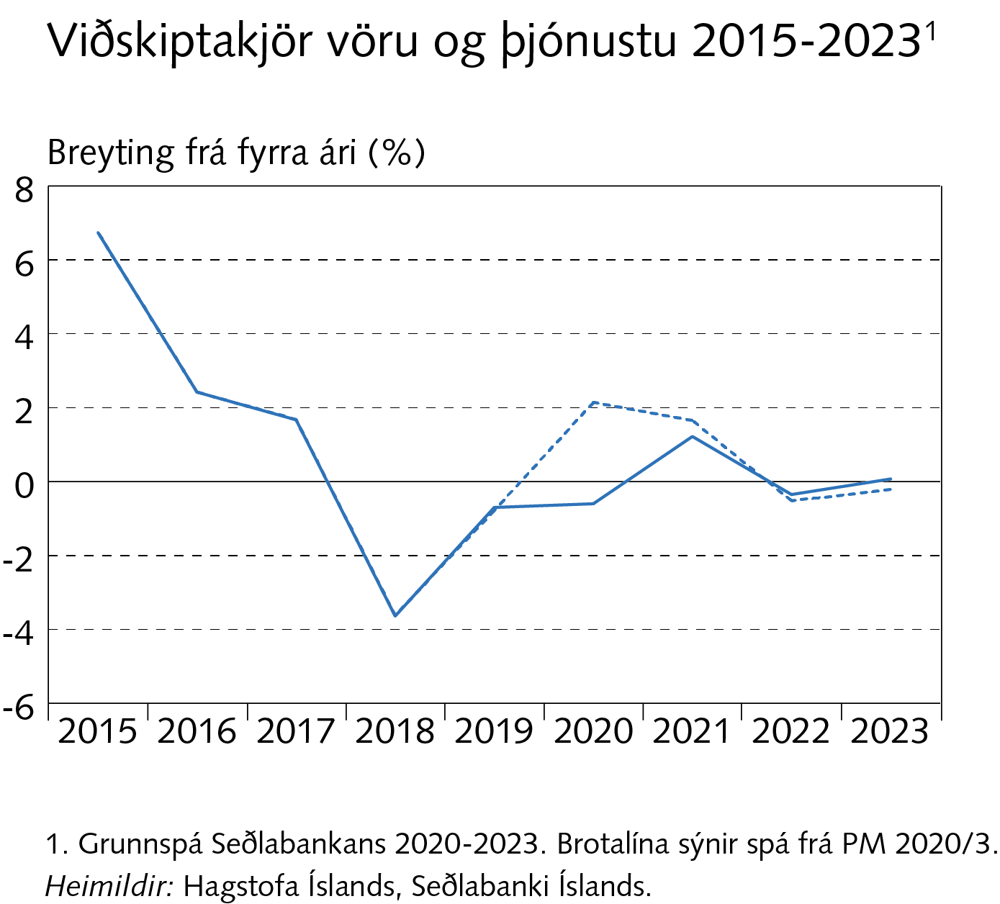 Viðskiptakjör vöru og þjónustu 2015-2023¹
Breyting frá fyrra ári (%)
8
6
4
2
0
-2
-4
-6
2015 2016 2017 2018 2019 2020 2021 2022 2023
1. Grunnspá Seðlabankans 2020-2023. Brotalína sýnir spá frá PM 2020/3.
Heimildir: Hagstofa Íslands, Seðlabanki Íslands.